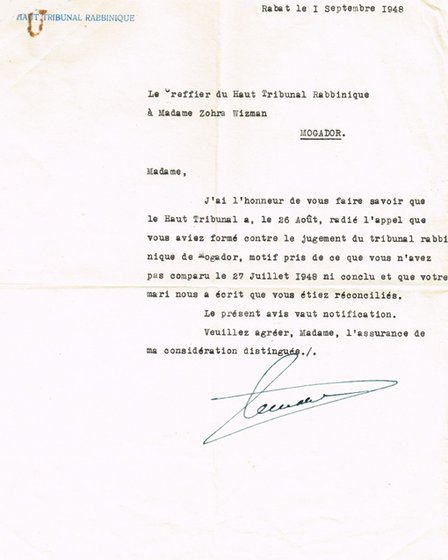 HAUT TRIBUNAL RABBINIQUE
Rabat le 1 Septembre 1948
Le Greffier du Haut Tribunal Rabbinique
à Madame Zohra Wizman
MOGADOR.
Madame,
J'ai l'honneur de vous faire savoir que
le Haut Tribunal a, le 26 Août, radié l'appel que
vous aviez formé contre le jugement du tribunal rabbi
nique de Mogador, motif pris de ce que vous n'avez
pas comparu le 27 Juillet 1948 ni conclu et que votre
mari nous a écrit que vous étiez réconciliés.
Le présent avis vaut notification.
Veuillez agréer, Madame, l'assurance de
ma considération distinguée./.